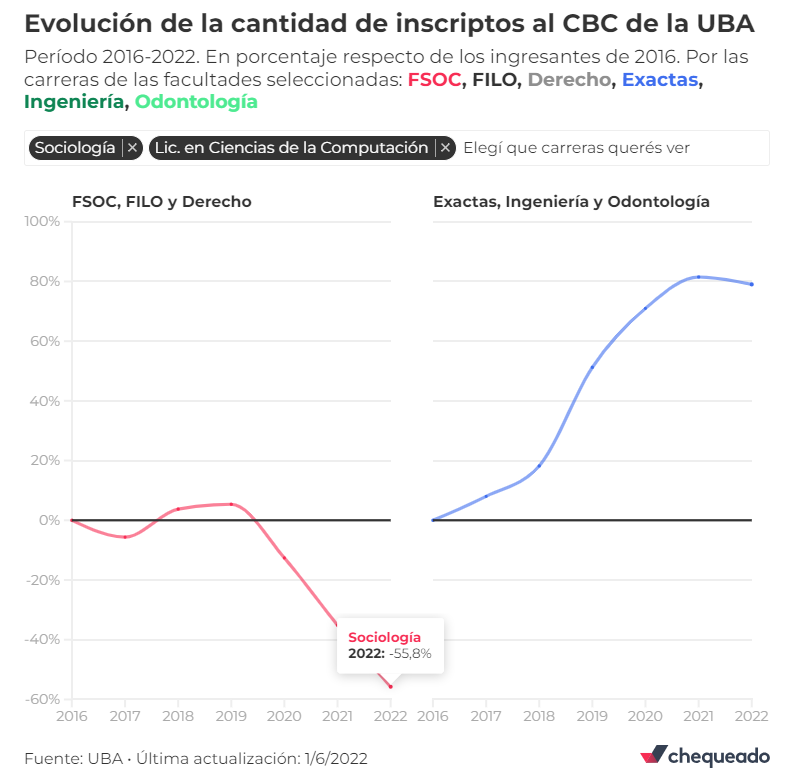 Evolución de la cantidad de inscriptos al CBC de la UBA
Período 2016-2022. En porcentaje respecto de los ingresantes de 2016. Por las
carreras de las facultades seleccionadas: FSOC, FILO, Derecho, Exactas,
Ingeniería, Odontología
Sociología × Lic. en Ciencias de la Computación × Elegí que carreras querés ver
FSOC, FILO y Derecho
100%
80%
60%
40%
20%
0%
-20%
-40%
-60%
2016 2017 2018 2019 2020 2021 2022
Sociología
2022: -55,8%
Exactas, Ingeniería y Odontología
2016 2017 2018 2019 2020 2021 2022
Fuente: UBA • Última actualización: 1/6/2022
chequeado